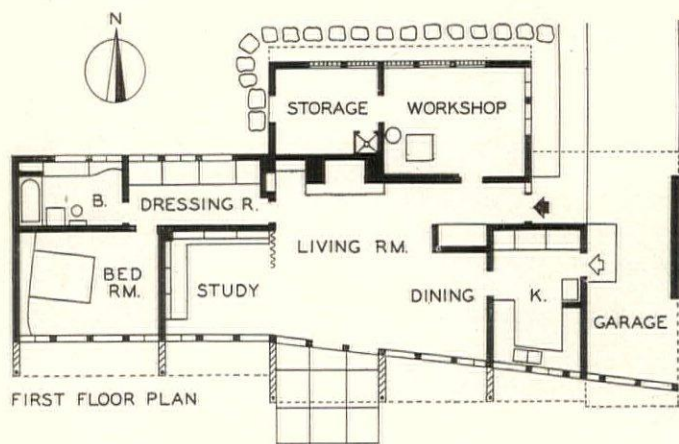 N
STORAGE
WORKSHOP
B.
DRESSING R.
LIVING RM.
BED
RM.
STUDY
DINING
K.
GARAGE
FIRST FLOOR PLAN